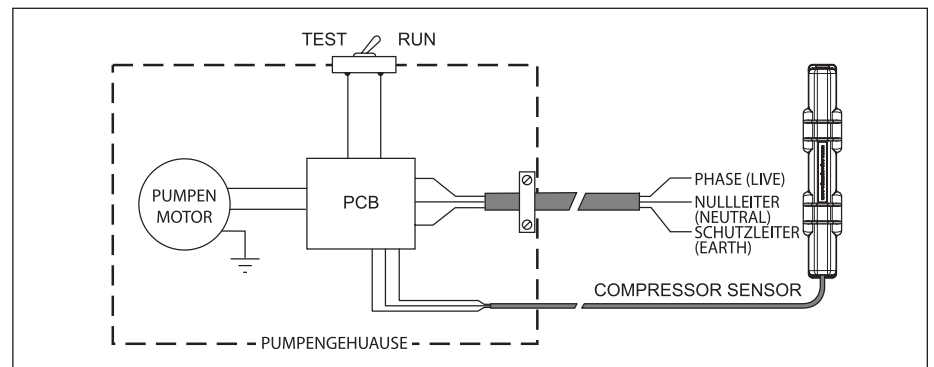 TEST RUN
PUMPEN
MOTOR
PCB
PHASE (LIVE)
NULLLEITER
(NEUTRAL)
SCHUTZLEITER
(EARTH)
COMPRESSOR SENSOR
PUMPENGEHUAUSE